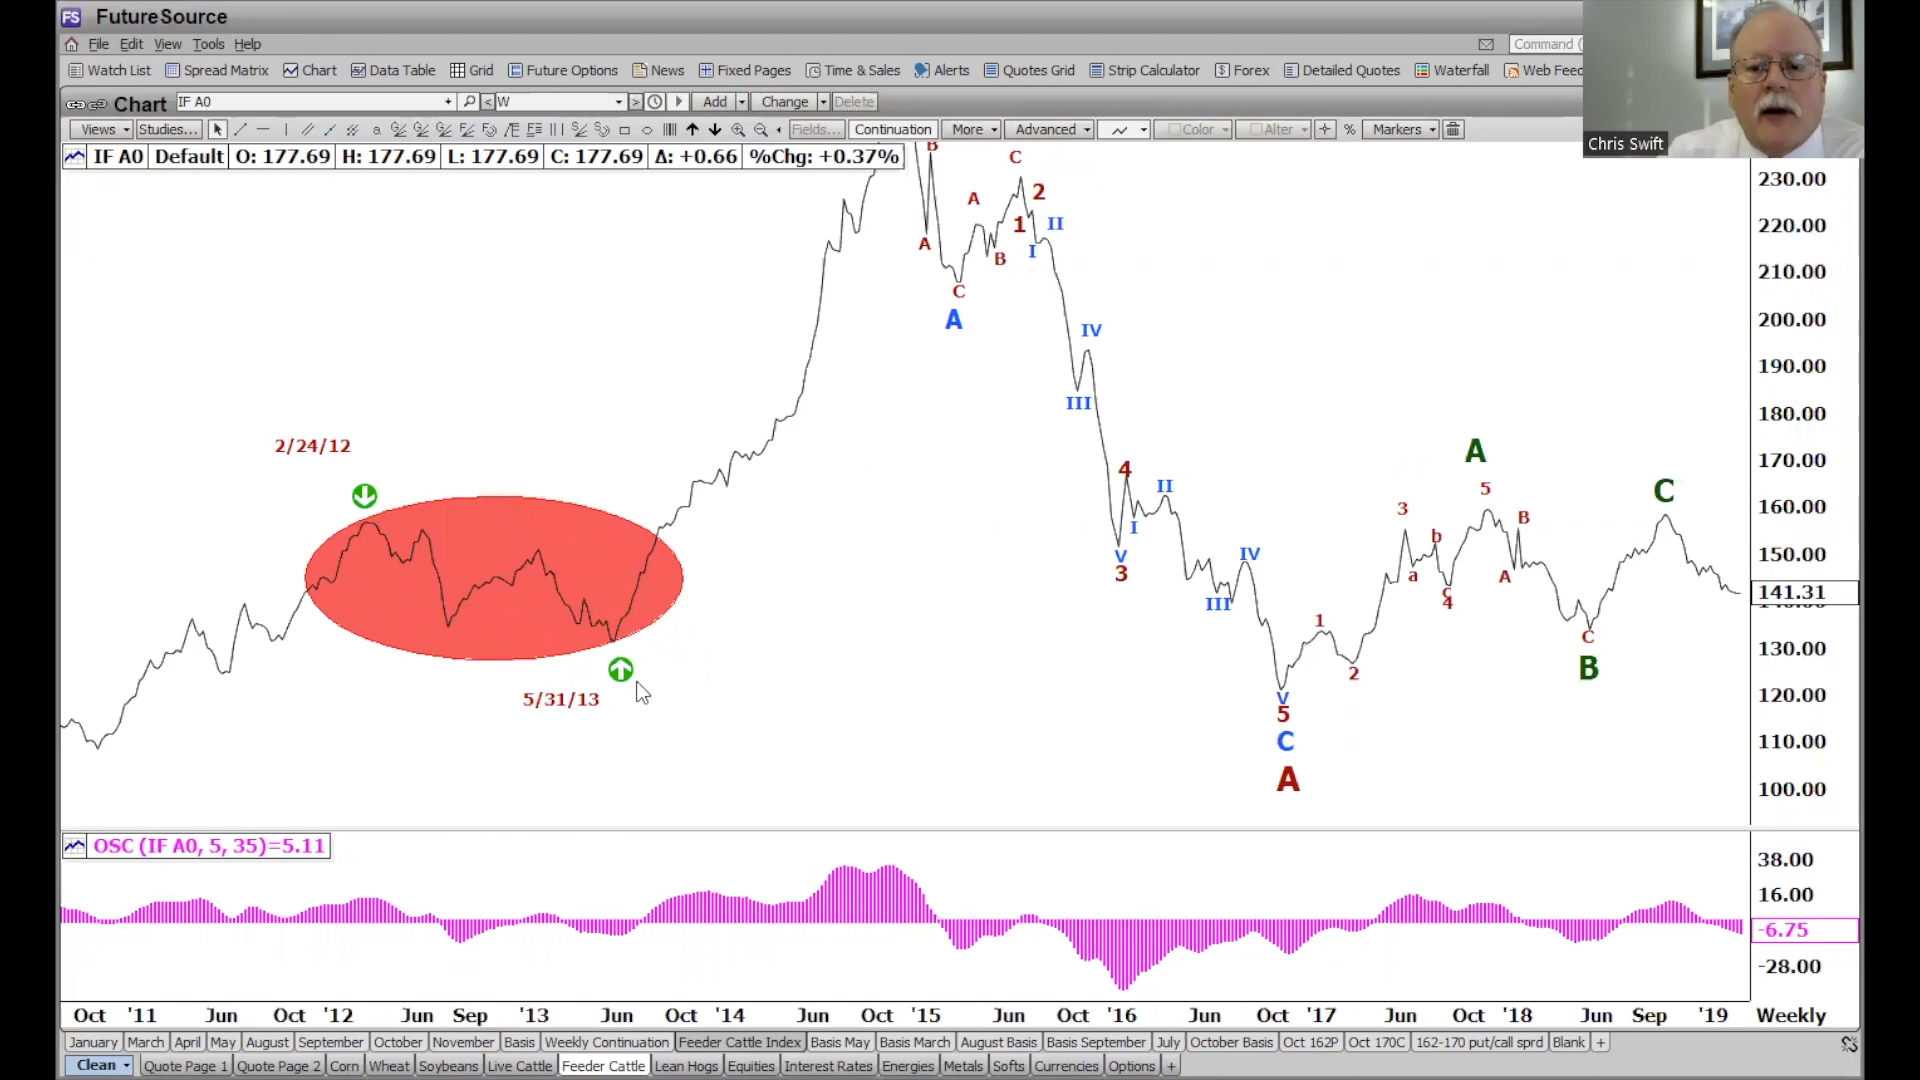 FS FutureSource
File Edit View Tools Help Command (
Watch List Spread Matrix Chart Data Table Grid Future Options News Fixed Pages Time & Sales Alerts Quotes Grid Strip Calculator Forex Detailed Quotes Waterfall Web Feed
Chart IF A0 < W > Add Change Delete
Views Studies... Fields... Continuation More Advanced Color Alter % Markers
Chris Swift
IF A0 Default O: 177.69 H: 177.69 L: 177.69 C: 177.69 Δ: +0.66 %Chg: +0.37%
B C
230.00
A 2
1 II 220.00
A I
B
210.00
C
A 200.00
IV
190.00
III
180.00
2/24/12 A
4 170.00
II 5 C
3 160.00
I B
b
V IV 150.00
3 a A
141.31
III c
4
1 130.00
C
2 B
5/31/13 V 120.00
5
C 110.00
A 100.00
OSC (IF A0, 5, 35)=5.11
38.00
16.00
-6.75
-28.00
Oct '11 Jun Oct '12 Jun Sep '13 Jun Oct '14 Jun Oct '15 Jun Oct '16 Jun Oct '17 Jun Oct '18 Jun Sep '19 Weekly
January March April May August September October November Basis Weekly Continuation Feeder Cattle Index Basis May Basis March August Basis Basis September July October Basis Oct 162P Oct 170C 162-170 put/call sprd Blank +
Clean Quote Page 1 Quote Page 2 Corn Wheat Soybeans Live Cattle Feeder Cattle Lean Hogs Equities Interest Rates Energies Metals Softs Currencies Options +